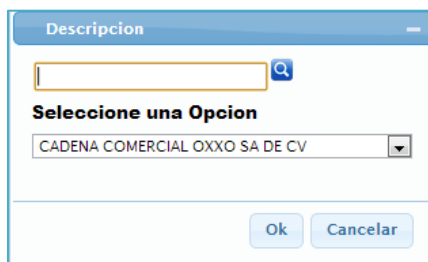 Descripcion
Seleccione una Opcion
CADENA COMERCIAL OXXO SA DE CV
Ok Cancelar